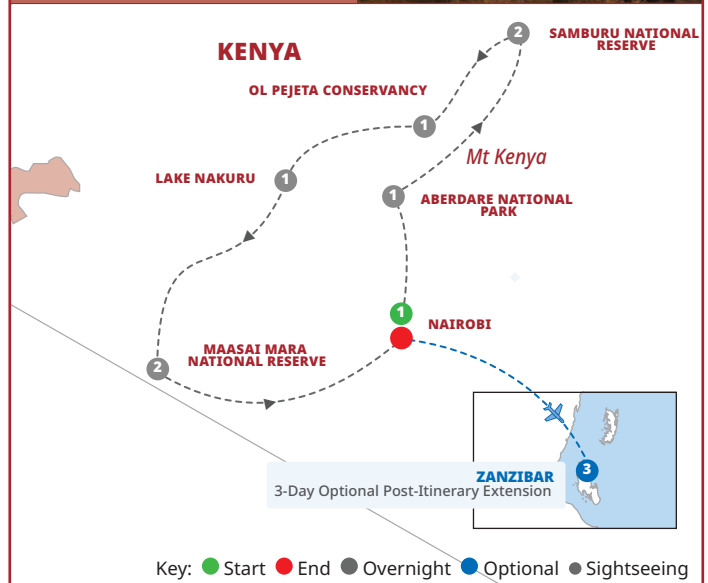 2
SAMBURU NATIONAL
RESERVE
KENYA
OL PEJETA CONSERVANCY
1
Mt Kenya
LAKE NAKURU
1
1
ABERDARE NATIONAL
PARK
1
NAIROBI
MAASAI MARA
NATIONAL RESERVE
2
ZANZIBAR
3
3-Day Optional Post-Itinerary Extension
Key: Start End Overnight Optional Sightseeing